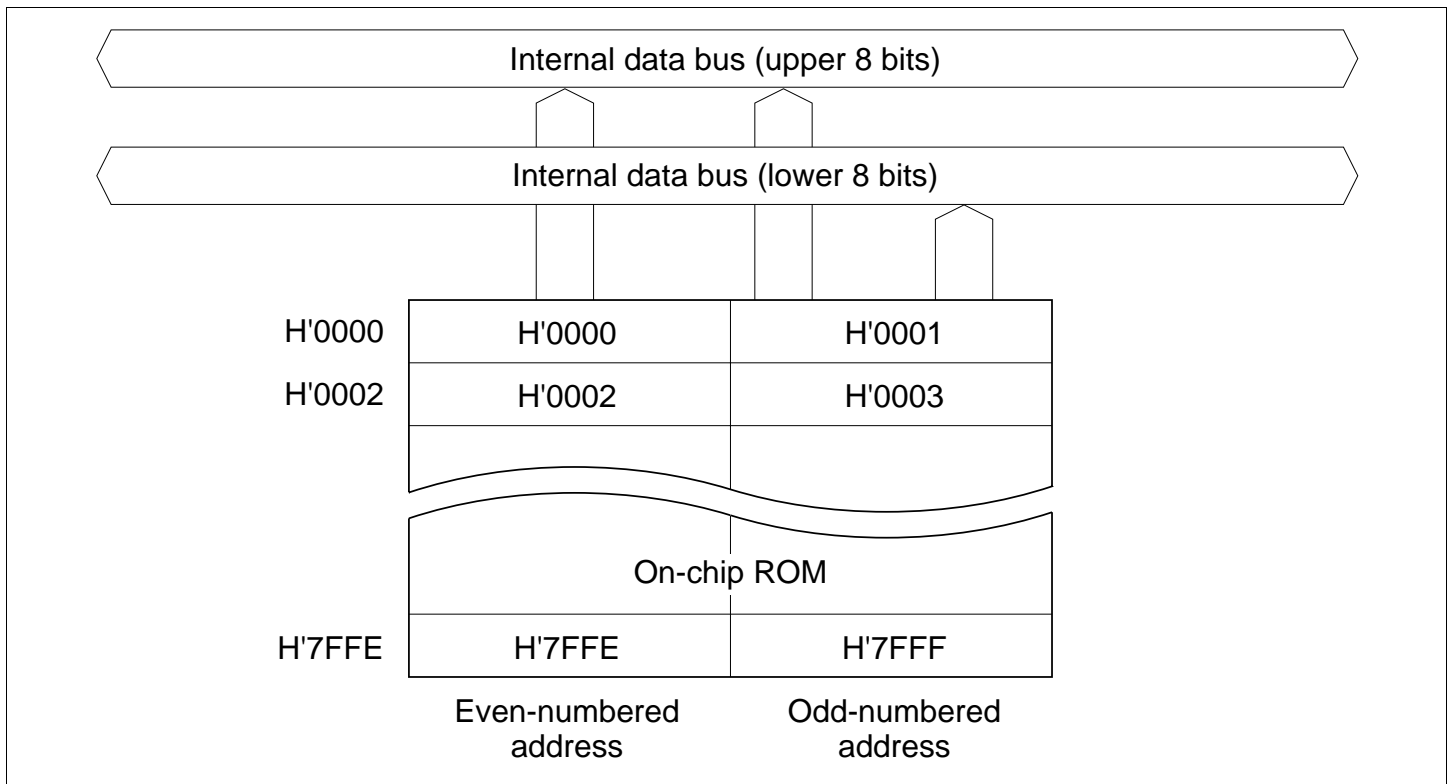 Internal data bus (upper 8 bits)
Internal data bus (lower 8 bits)
H'0000 H'0000 H'0001
H'0002 H'0002 H'0003
On-chip ROM
H'7FFE H'7FFE H'7FFF
Even-numbered address
Odd-numbered address